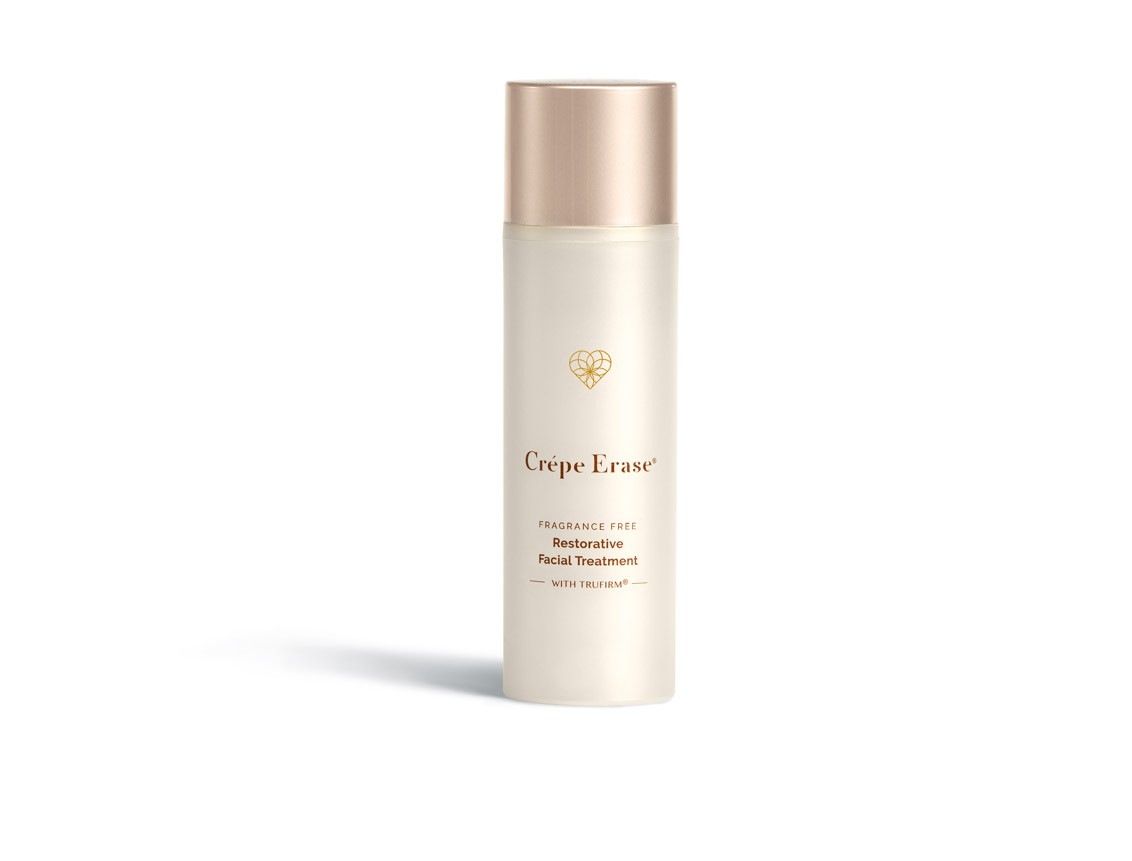 Crépe Erase®
FRAGRANCE FREE
Restorative
Facial Treatment
WITH TRUFIRM®